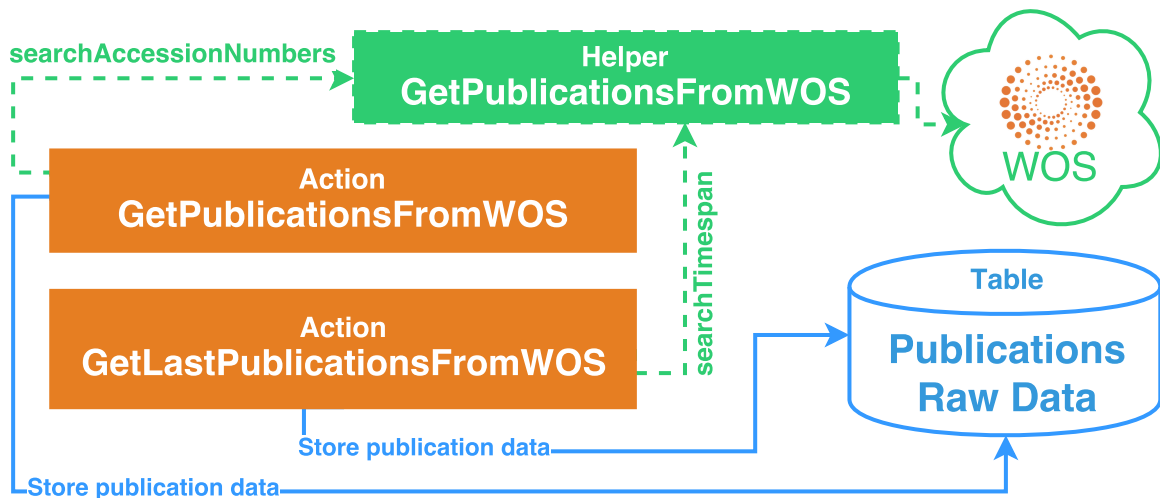 searchAccessionNumbers
Helper
GetPublicationsFromWOS
WOS
Action
GetPublicationsFromWOS
searchTimespan
Action
GetLastPublicationsFromWOS
Table
Publications
Raw Data
Store publication data
Store publication data